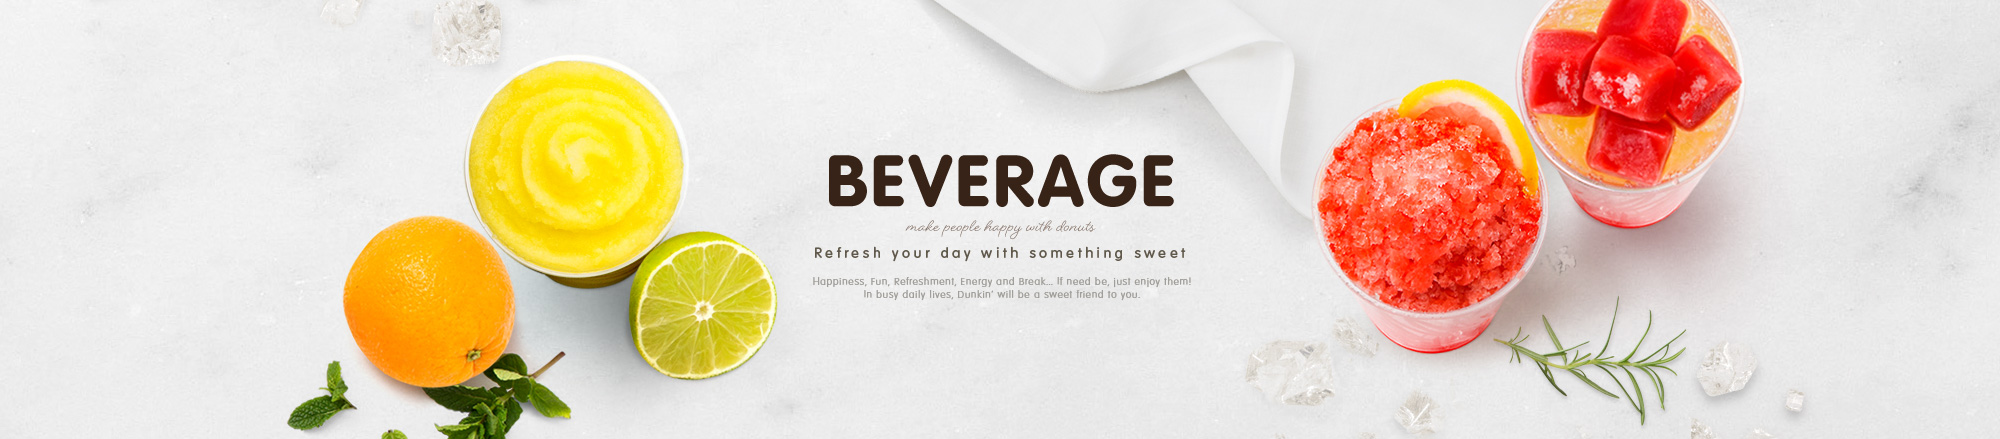 BEVERAGE
make people happy with donuts
Refresh your day with something sweet
Happiness, Fun, Refreshment, Energy and Break... If need be, just enjoy them!
In busy daily lives, Dunkin' will be a sweet friend to you.